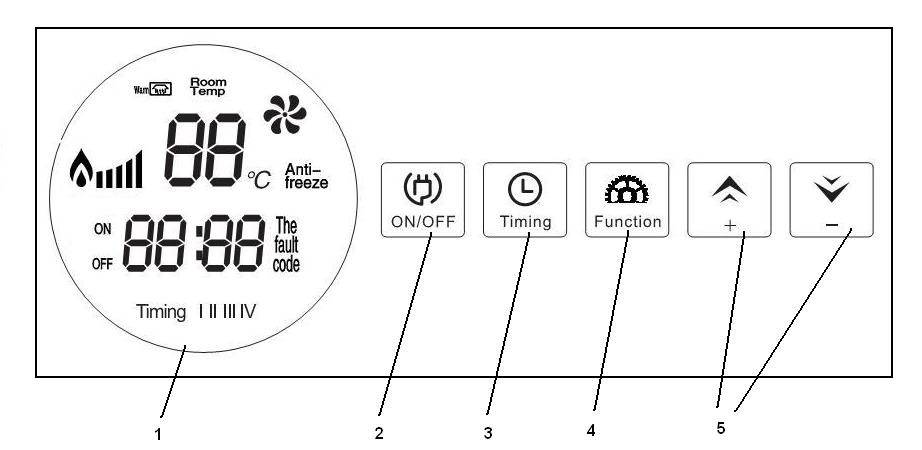 Warm
Room
Temp
88
°C
Anti-
freeze
ON
OFF
88:88
The
fault
code
Timing I II III IV
ON/OFF
Timing
Function
+
−
1
2
3
4
5